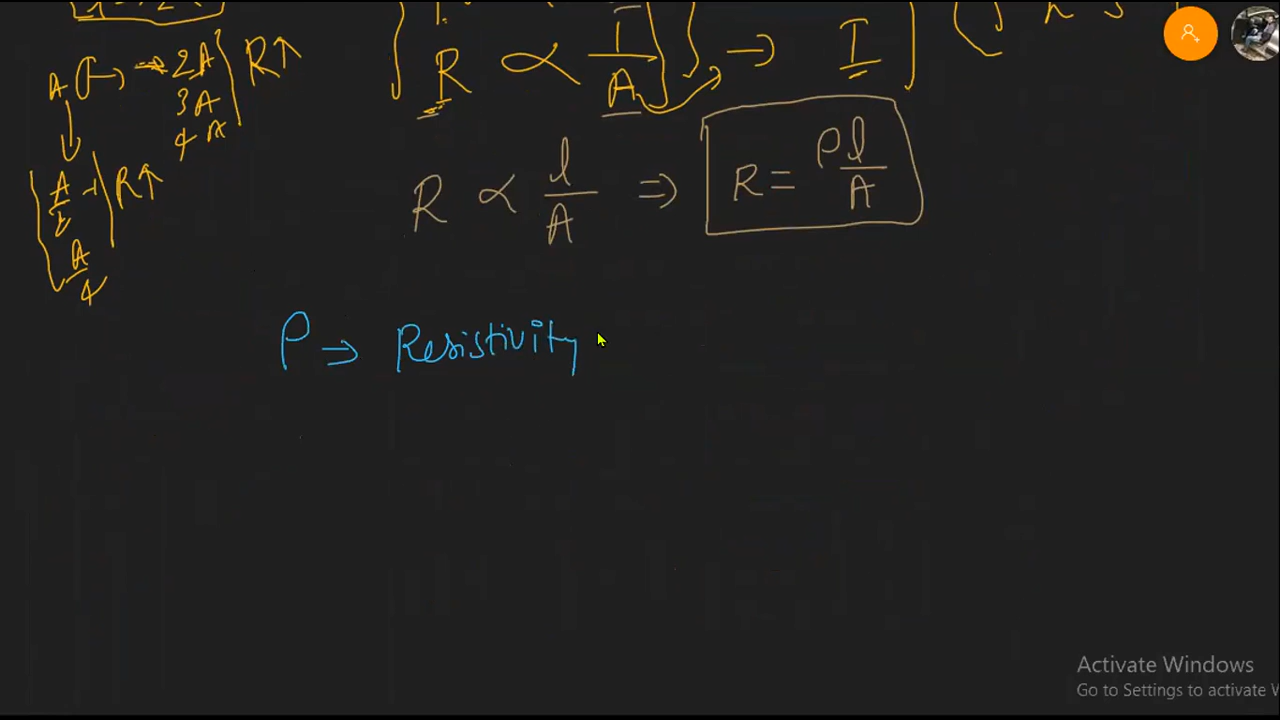 A → 2A R↑
3A
4A
R ∝ 1/A → I
A/2 → R↑
A/4
R ∝ l/A ⇒ R = ρl/A
ρ ⇒ Resistivity
Activate Windows
Go to Settings to activate